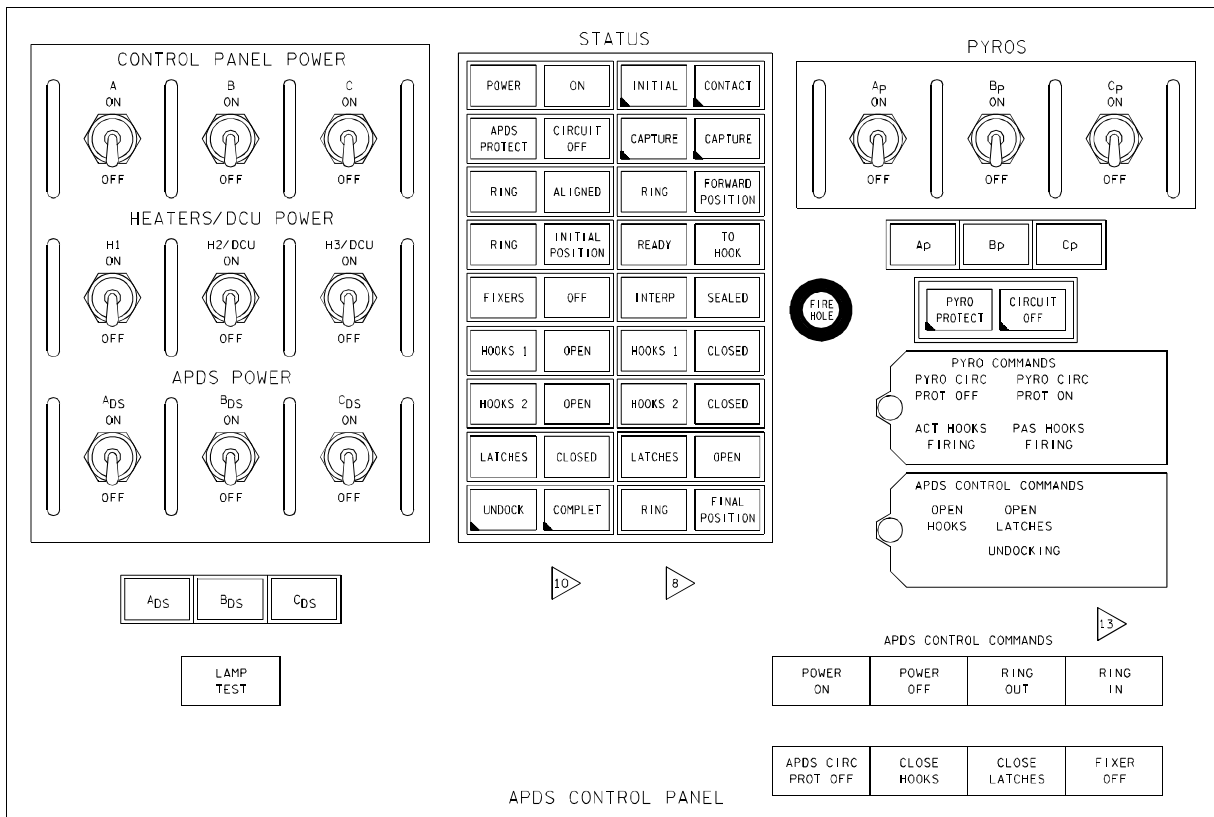 CONTROL PANEL POWER
A B C
ON ON ON
OFF OFF OFF
HEATERS/DCU POWER
H1 H2/DCU H3/DCU
ON ON ON
OFF OFF OFF
APDS POWER
ADS BDS CDS
ON ON ON
OFF OFF OFF
ADS BDS CDS
LAMP
TEST
STATUS
POWER ON INITIAL CONTACT
APDS CIRCUIT
PROTECT OFF
CAPTURE CAPTURE
RING ALIGNED
RING FORWARD
POSITION
RING INITIAL
POSITION
READY TO
HOOK
FIXERS OFF INTERP SEALED
HOOKS 1 OPEN HOOKS 1 CLOSED
HOOKS 2 OPEN HOOKS 2 CLOSED
LATCHES CLOSED LATCHES OPEN
UNDOCK COMPLET
RING FINAL
POSITION
10 8
PYROS
AP BP CP
ON ON ON
OFF OFF OFF
AP BP CP
FIRE
HOLE
PYRO CIRCUIT
PROTECT OFF
PYRO COMMANDS
PYRO CIRC PYRO CIRC
PROT OFF PROT ON
ACT HOOKS PAS HOOKS
FIRING FIRING
APDS CONTROL COMMANDS
OPEN OPEN
HOOKS LATCHES
UNDOCKING
13
APDS CONTROL COMMANDS
POWER POWER RING RING
ON OFF OUT IN
APDS CIRC CLOSE CLOSE FIXER
PROT OFF HOOKS LATCHES OFF
APDS CONTROL PANEL